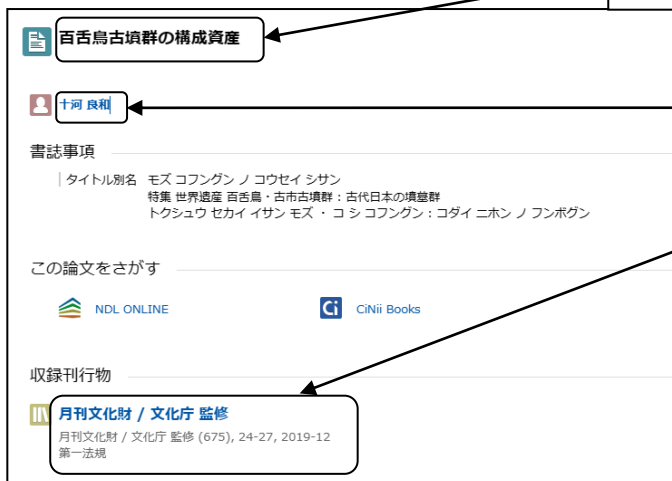 百舌鳥古墳群の構成資産
十河 良和
書誌事項
タイトル別名 モズ コフングン ノ コウセイ シサン
特集 世界遺産 百舌鳥・古市古墳群：古代日本の墳墓群
トクシュウ セカイ イサン モズ ・ コ シ コフングン：コダイ ニホン ノ フンボグン
この論文をさがす
NDL ONLINE
Ci CiNii Books
収録刊行物
月刊文化財 / 文化庁 監修
月刊文化財 / 文化庁 監修 (675), 24-27, 2019-12
第一法規